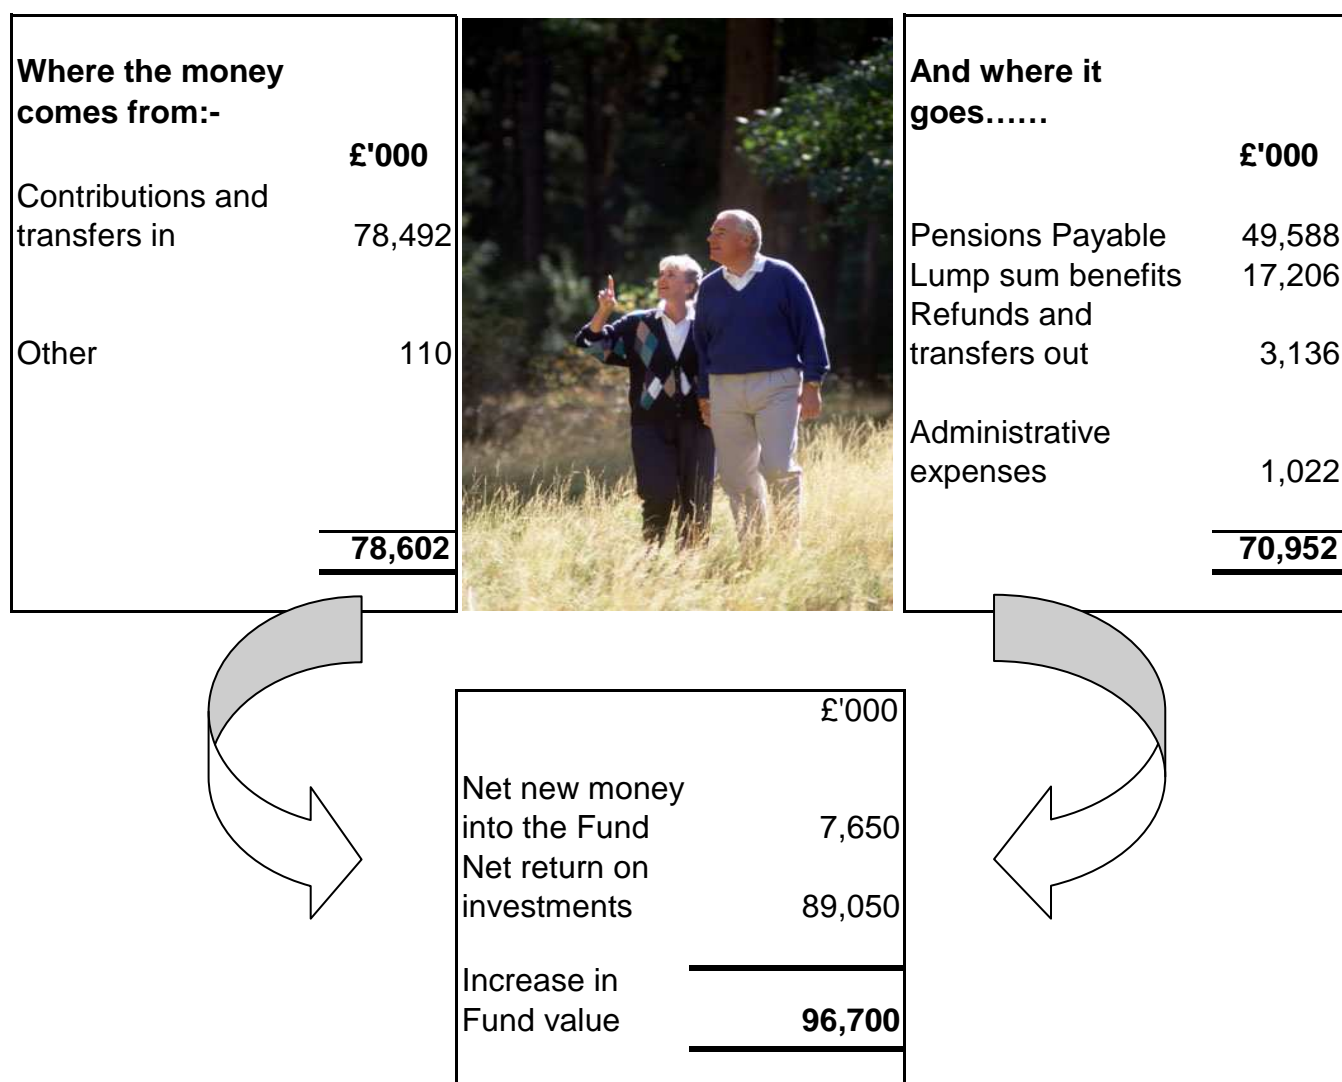 Where the money
comes from:-
£'000
Contributions and
transfers in 78,492
Other 110
78,602
And where it
goes……
£'000
Pensions Payable 49,588
Lump sum benefits 17,206
Refunds and
transfers out 3,136
Administrative
expenses 1,022
70,952
£'000
Net new money
into the Fund 7,650
Net return on
investments 89,050
Increase in
Fund value 96,700